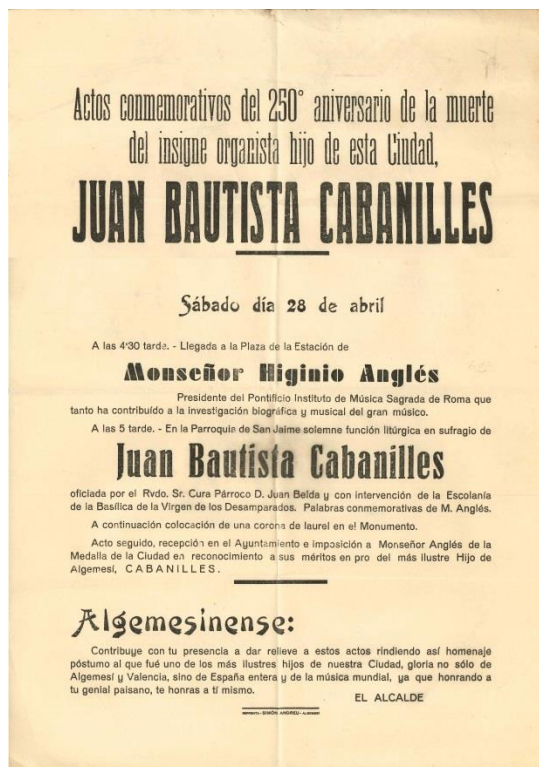 Actos conmemorativos del 250° aniversario de la muerte
del insigne organista hijo de esta Ciudad,
JUAN BAUTISTA CABANILLES
Sábado día 28 de abril
A las 4'30 tarde. - Llegada a la Plaza de la Estación de
Monseñor Higinio Anglés
Presidente del Pontificio Instituto de Música Sagrada de Roma que
tanto ha contribuído a la investigación biográfica y musical del gran músico.
A las 5 tarde. - En la Parroquia de San Jaime solemne función litúrgica en sufragio de
Juan Bautista Cabanilles
oficiada por el Rvdo. Sr. Cura Párroco D. Juan Belda y con intervención de la Escolanía
de la Basílica de la Virgen de los Desamparados. Palabras conmemorativas de M. Anglés.
A continuación colocación de una corona de laurel en el Monumento.
Acto seguido, recepción en el Ayuntamiento e imposición a Monseñor Anglés de la
Medalla de la Ciudad en reconocimiento a sus méritos en pro del más ilustre Hijo de
Algemesí, CABANILLES.
Algemesinense:
Contribuye con tu presencia a dar relieve a estos actos rindiendo así homenaje
póstumo al que fué uno de los más ilustres hijos de nuestra Ciudad, gloria no sólo de
Algemesí y Valencia, sino de España entera y de la música mundial, ya que honrando a
tu genial paisano, te honras a tí mismo.
EL ALCALDE
IMPRENTA - SIMÓN ANDREU - ALGEMESÍ